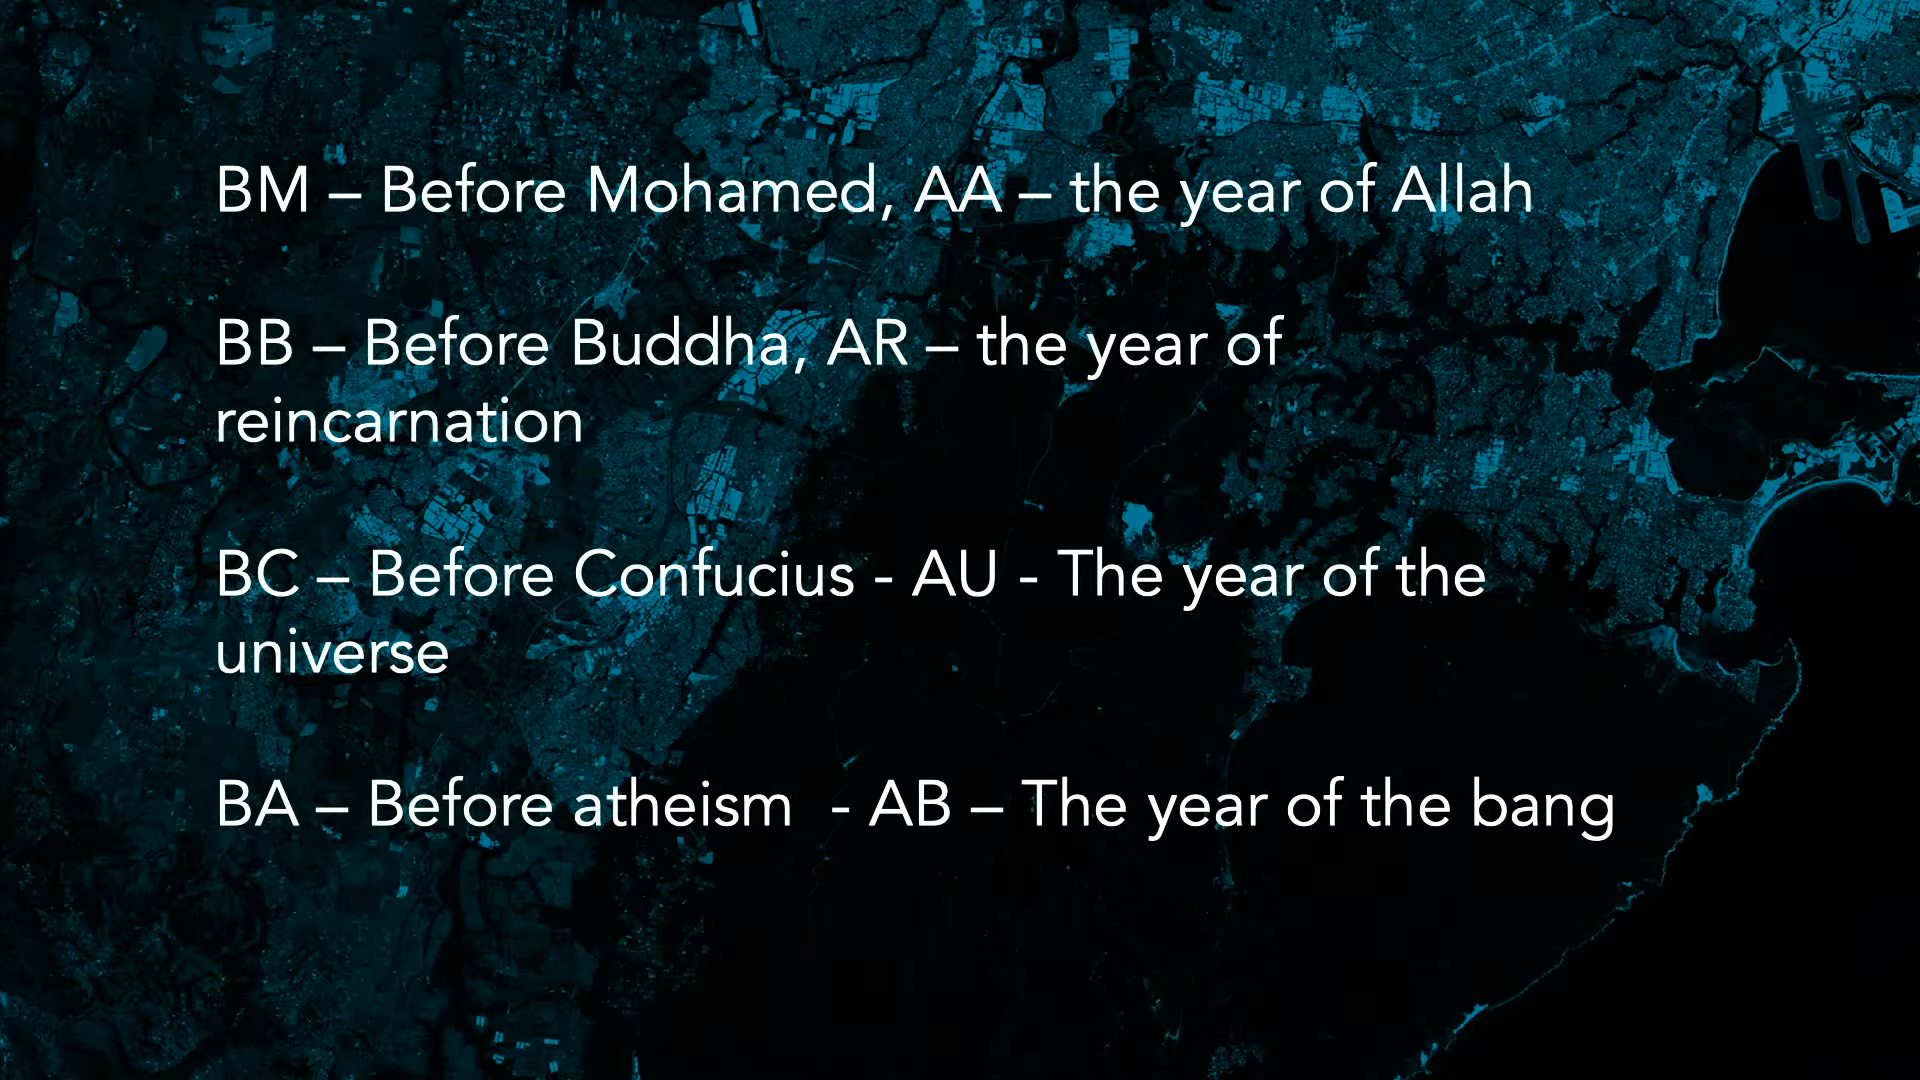 BM – Before Mohamed, AA – the year of Allah
BB – Before Buddha, AR – the year of
reincarnation
BC – Before Confucius - AU - The year of the
universe
BA – Before atheism  - AB – The year of the bang